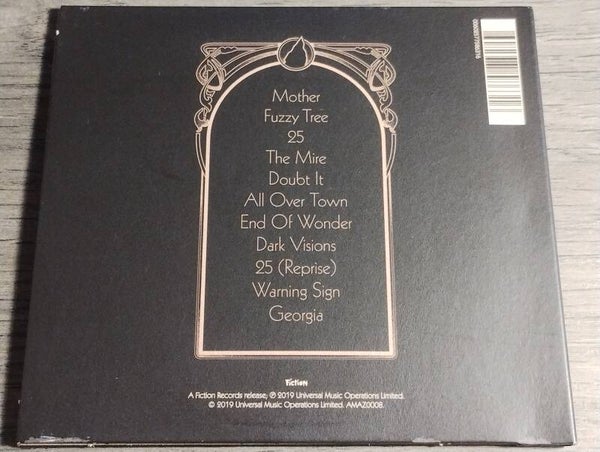 Mother
Fuzzy Tree
25
The Mire
Doubt It
All Over Town
End Of Wonder
Dark Visions
25 (Reprise)
Warning Sign
Georgia
Fiction
A Fiction Records release; ℗ 2019 Universal Music Operations Limited.
© 2019 Universal Music Operations Limited. AMAZ0008.